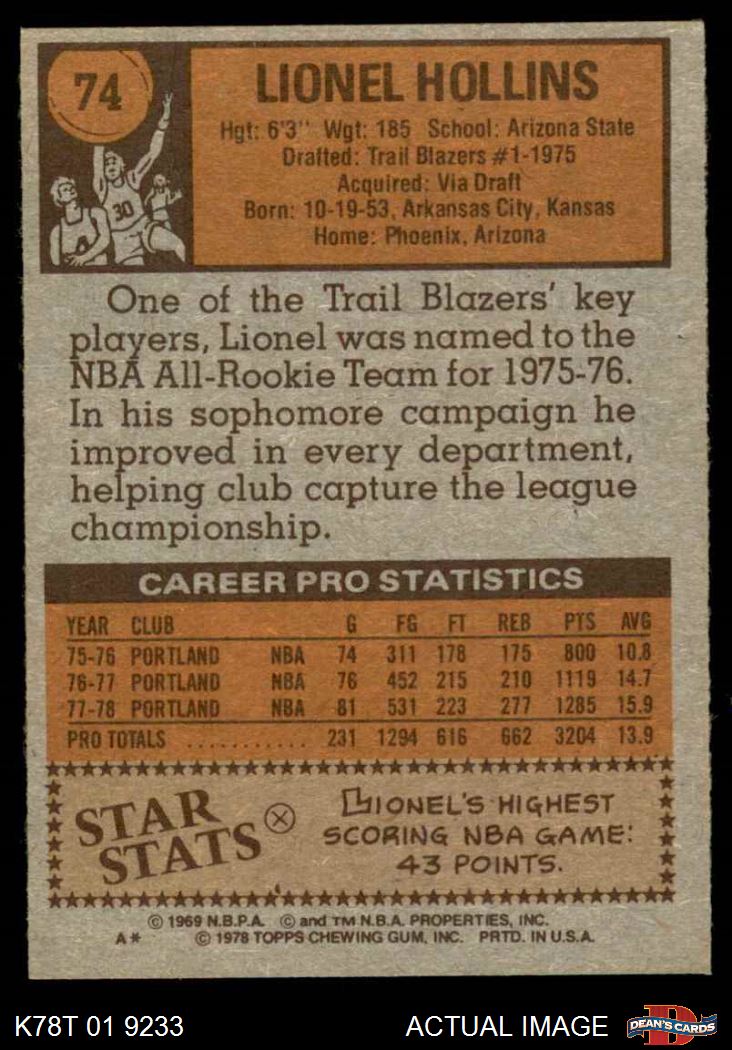 74
LIONEL HOLLINS
Hgt: 6'3" Wgt: 185 School: Arizona State
Drafted: Trail Blazers #1-1975
Acquired: Via Draft
Born: 10-19-53, Arkansas City, Kansas
Home: Phoenix, Arizona
30
One of the Trail Blazers' key
players, Lionel was named to the
NBA All-Rookie Team for 1975-76.
In his sophomore campaign he
improved in every department,
helping club capture the league
championship.
CAREER PRO STATISTICS
YEAR CLUB G FG FT REB PTS AVG
75-76 PORTLAND NBA 74 311 178 175 800 10.8
76-77 PORTLAND NBA 76 452 215 210 1119 14.7
77-78 PORTLAND NBA 81 531 223 277 1285 15.9
PRO TOTALS ........... 231 1294 616 662 3204 13.9
STAR STATS
LIONEL'S HIGHEST
SCORING NBA GAME:
43 POINTS.
© 1969 N.B.P.A. © and TM N.B.A. PROPERTIES, INC.
A* © 1978 TOPPS CHEWING GUM, INC. PRTD. IN U.S.A.
K78T 01 9233 ACTUAL IMAGE
D
DEAN'S CARDS